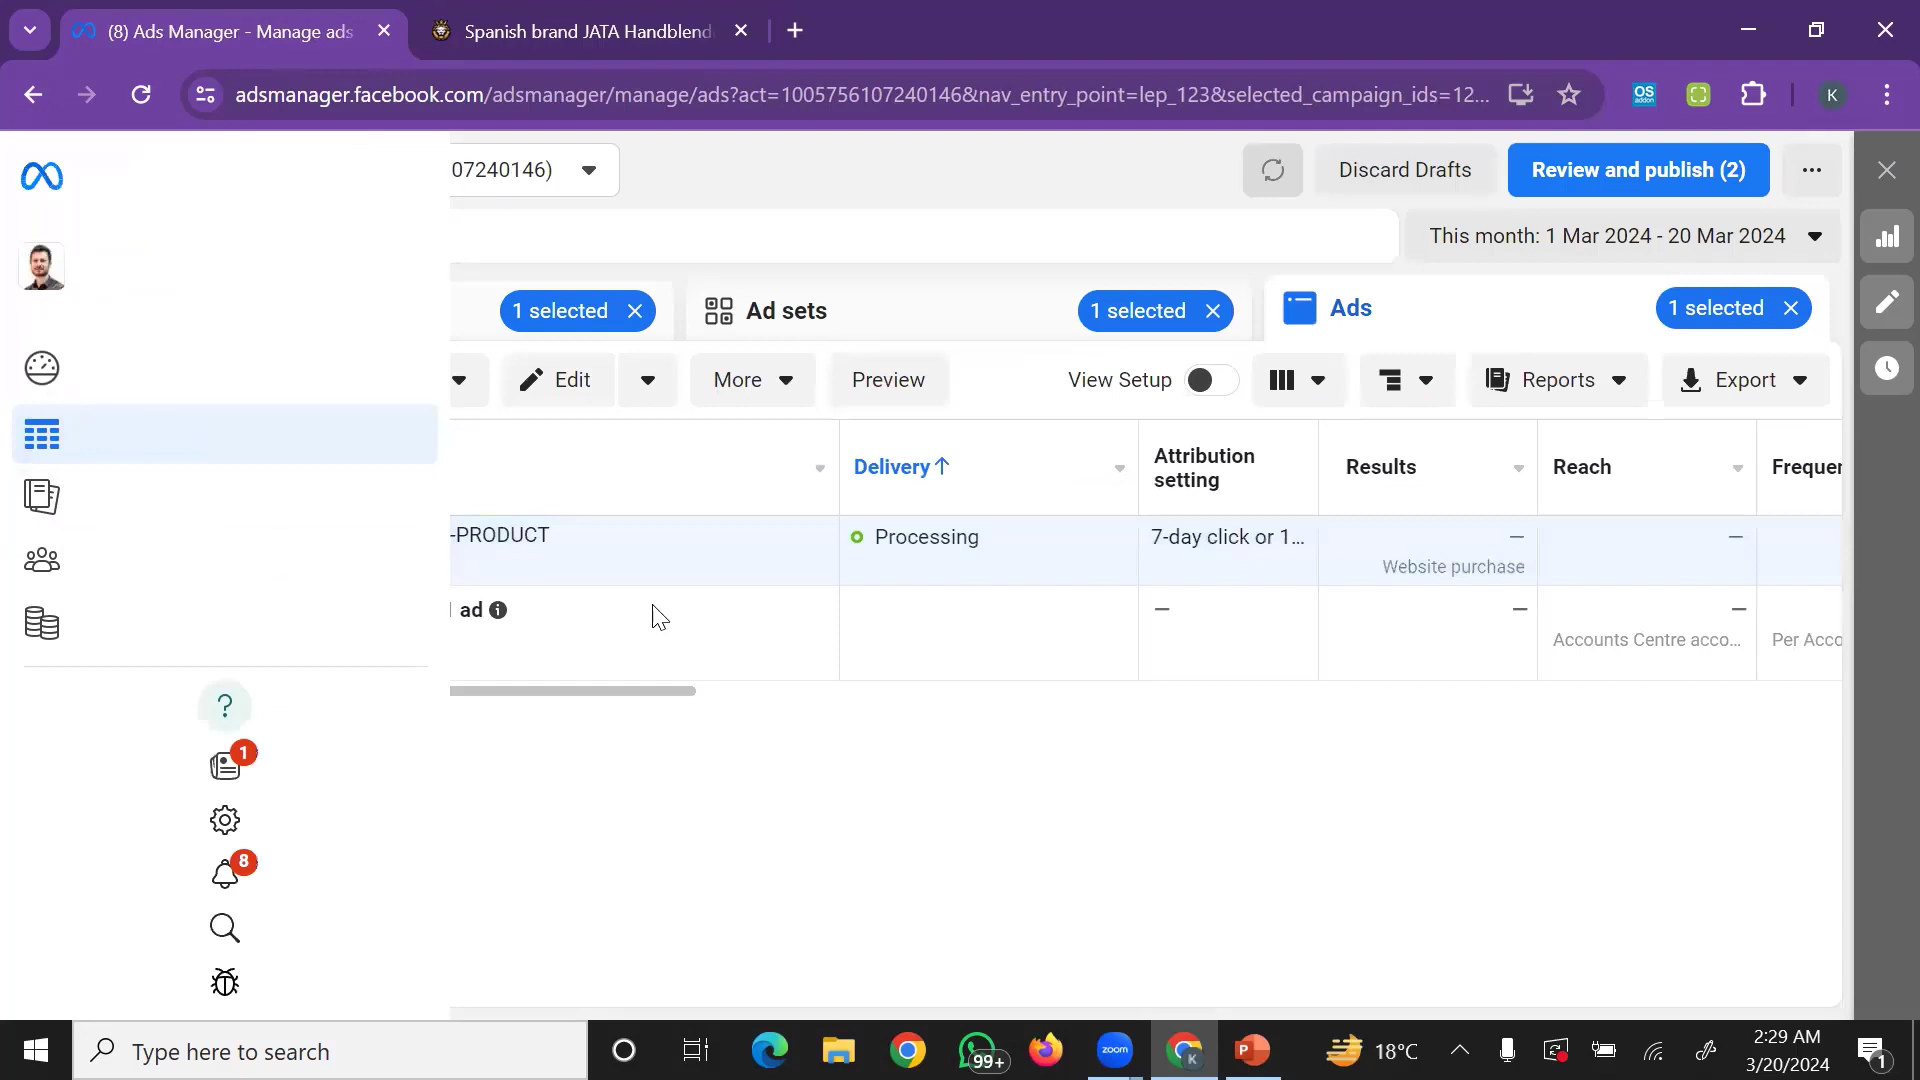 (8) Ads Manager - Manage ads
Spanish brand JATA Handblend
adsmanager.facebook.com/adsmanager/manage/ads?act=1005756107240146&nav_entry_point=lep_123&selected_campaign_ids=12...
OS
addon
K
07240146)
Discard Drafts
Review and publish (2)
This month: 1 Mar 2024 - 20 Mar 2024
1 selected
Ad sets
1 selected
Ads
1 selected
Edit
More
Preview
View Setup
Reports
Export
Delivery↑
Attribution
setting
Results
Reach
Frequer
-PRODUCT
Processing
7-day click or 1...
—
—
Website purchase
ad
—
—
—
Accounts Centre acco...
Per Acco
?
1
8
Type here to search
99+
zoom
K
P
18°C
2:29 AM
3/20/2024
1